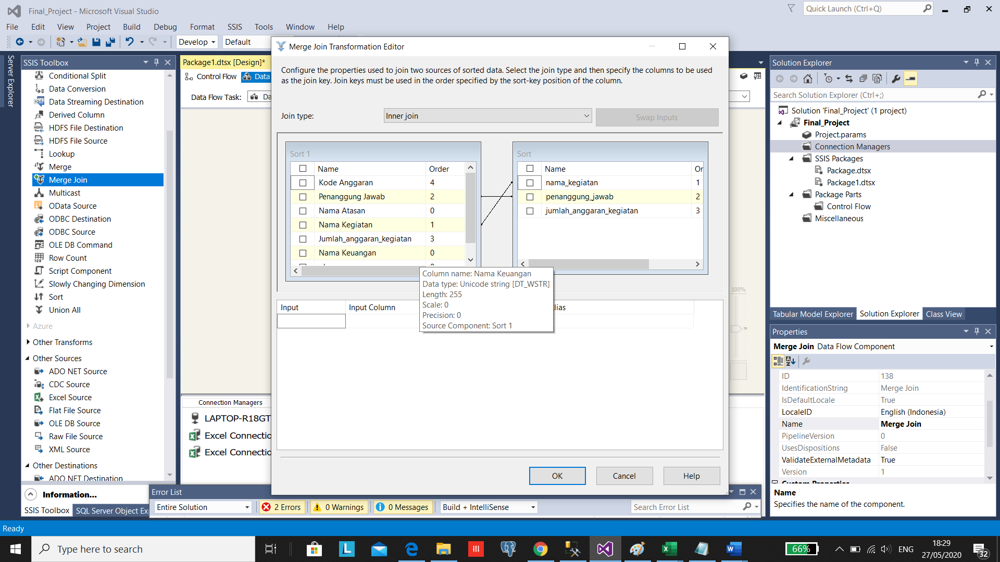 Final_Project - Microsoft Visual Studio
Quick Launch (Ctrl+Q)
File Edit View Project Build Debug Format SSIS Tools Window Help
Develop Default
Server Explorer
SSIS Toolbox
Conditional Split
Data Conversion
Data Streaming Destination
Derived Column
HDFS File Destination
HDFS File Source
Lookup
Merge
Merge Join
Multicast
OData Source
ODBC Destination
ODBC Source
OLE DB Command
Row Count
Script Component
Slowly Changing Dimension
Sort
Union All
Azure
Other Transforms
Other Sources
ADO NET Source
CDC Source
Excel Source
Flat File Source
OLE DB Source
Raw File Source
XML Source
Other Destinations
ADO NET Destination
Information...
SSIS Toolbox SQL Server Object Ex
Package1.dtsx [Design]*
Control Flow Data
Data Flow Task: Da
Connection Managers
LAPTOP-R18GT
Excel Connectio
Excel Connectio
100%
Merge Join Transformation Editor
Configure the properties used to join two sources of sorted data. Select the join type and then specify the columns to be used
as the join key. Join keys must be used in the order specified by the sort-key position of the column.
Join type: Inner join Swap Inputs
Sort 1
Name Order
Kode Anggaran 4
Penanggung Jawab 2
Nama Atasan 0
Nama Kegiatan 1
Jumlah_anggaran_kegiatan 3
Nama Keuangan 0
Sort
Name Or
nama_kegiatan 1
penanggung_jawab 2
jumlah_anggaran_kegiatan 3
Column name: Nama Keuangan
Data type: Unicode string [DT_WSTR]
Length: 255
Scale: 0
Precision: 0
Source Component: Sort 1
Input Input Column lias
OK Cancel Help
Error List
Entire Solution 2 Errors 0 Warnings 0 Messages Build + IntelliSense Search Error List
Solution Explorer
Search Solution Explorer (Ctrl+;)
Solution 'Final_Project' (1 project)
Final_Project
Project.params
Connection Managers
SSIS Packages
Package.dtsx
Package1.dtsx
Package Parts
Control Flow
Miscellaneous
Tabular Model Explorer Solution Explorer Class View
Properties
Merge Join Data Flow Component
ID 138
IdentificationString Merge Join
IsDefaultLocale True
LocaleID English (Indonesia)
Name Merge Join
PipelineVersion 0
UsesDispositions False
ValidateExternalMetadata True
Version 1
Custom Properties
Name
Specifies the name of the component.
Ready
Type here to search
66%
ENG
18:29
27/05/2020
32